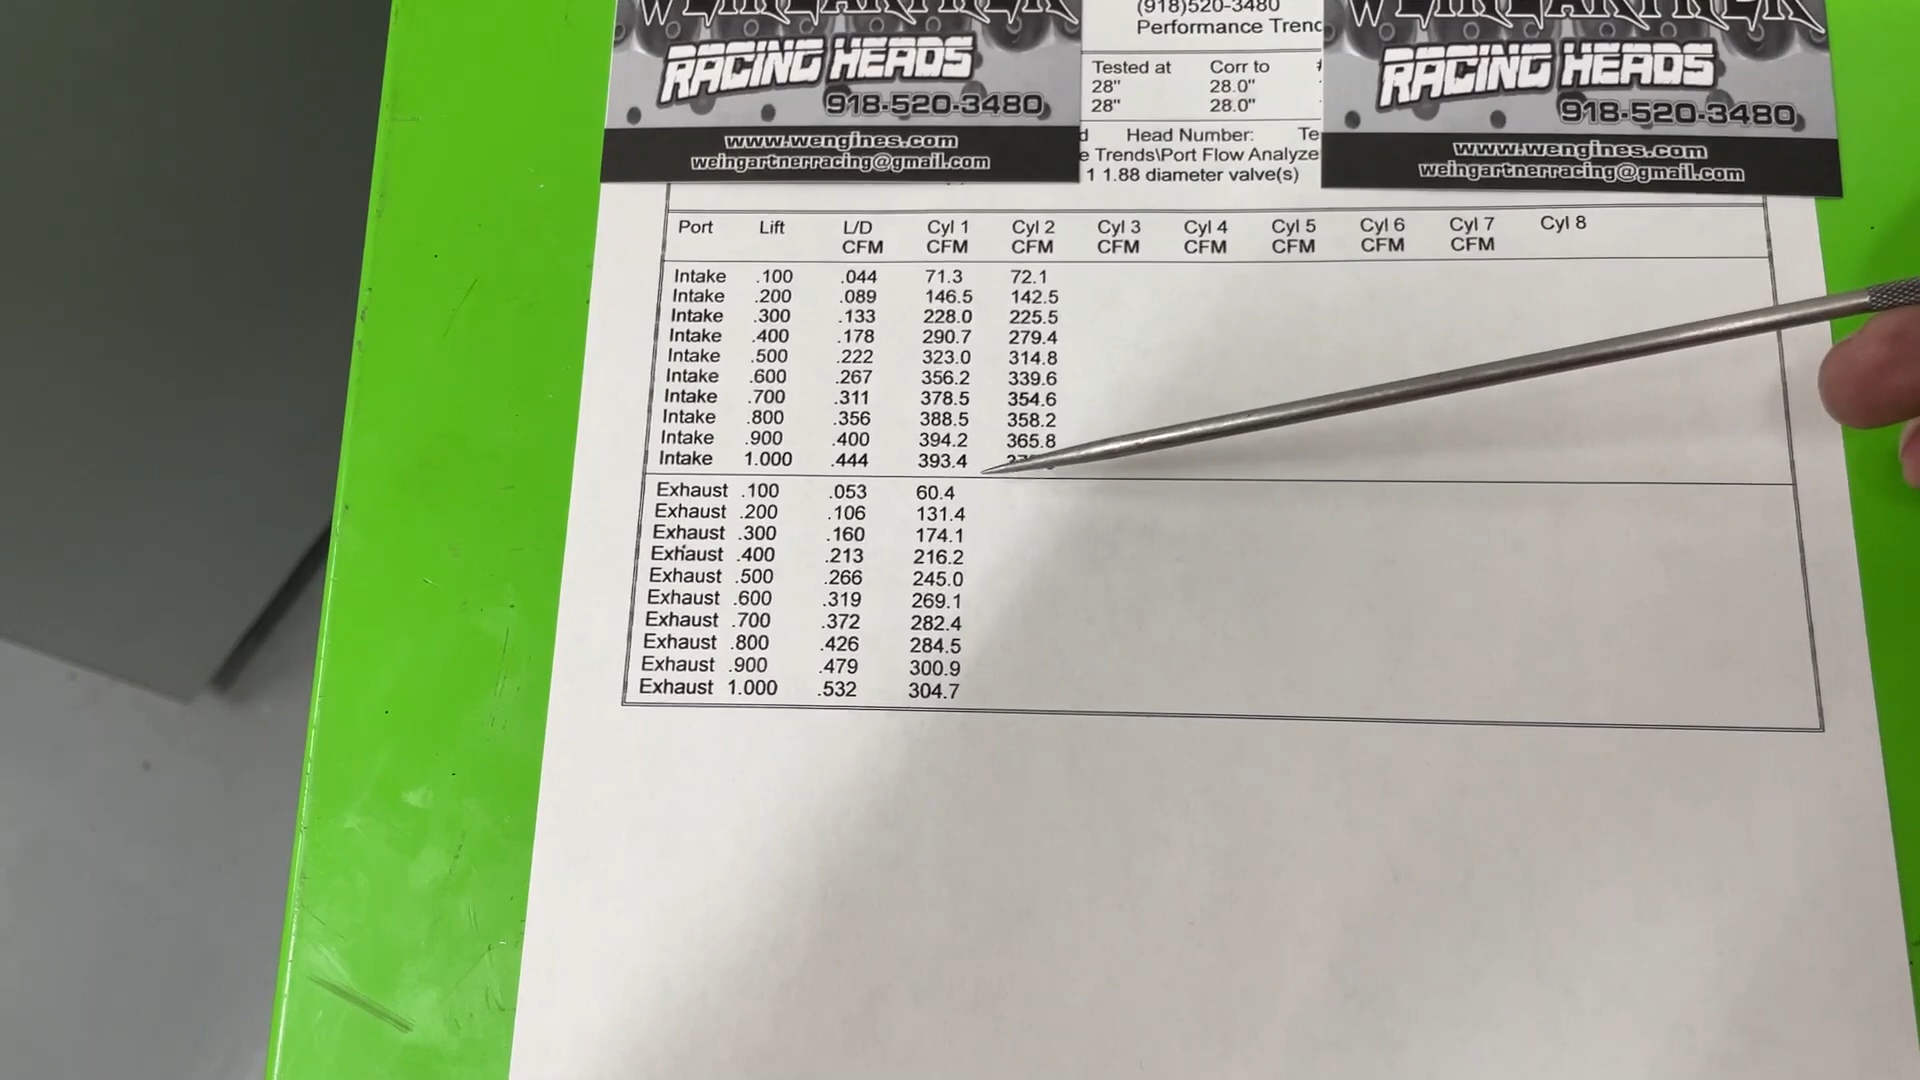 (918)520-3480
Performance Trend
RACING HEADS
918-520-3480
www.wengines.com
weingartnerracing@gmail.com
Tested at Corr to
28" 28.0"
28" 28.0"
Head Number: Te
e Trends\Port Flow Analyze
1 1.88 diameter valve(s)
RACING HEADS
918-520-3480
www.wengines.com
weingartnerracing@gmail.com
Port Lift L/D Cyl 1 Cyl 2 Cyl 3 Cyl 4 Cyl 5 Cyl 6 Cyl 7 Cyl 8
CFM CFM CFM CFM CFM CFM CFM CFM
Intake .100 .044 71.3 72.1
Intake .200 .089 146.5 142.5
Intake .300 .133 228.0 225.5
Intake .400 .178 290.7 279.4
Intake .500 .222 323.0 314.8
Intake .600 .267 356.2 339.6
Intake .700 .311 378.5 354.6
Intake .800 .356 388.5 358.2
Intake .900 .400 394.2 365.8
Intake 1.000 .444 393.4
Exhaust .100 .053 60.4
Exhaust .200 .106 131.4
Exhaust .300 .160 174.1
Exhaust .400 .213 216.2
Exhaust .500 .266 245.0
Exhaust .600 .319 269.1
Exhaust .700 .372 282.4
Exhaust .800 .426 284.5
Exhaust .900 .479 300.9
Exhaust 1.000 .532 304.7